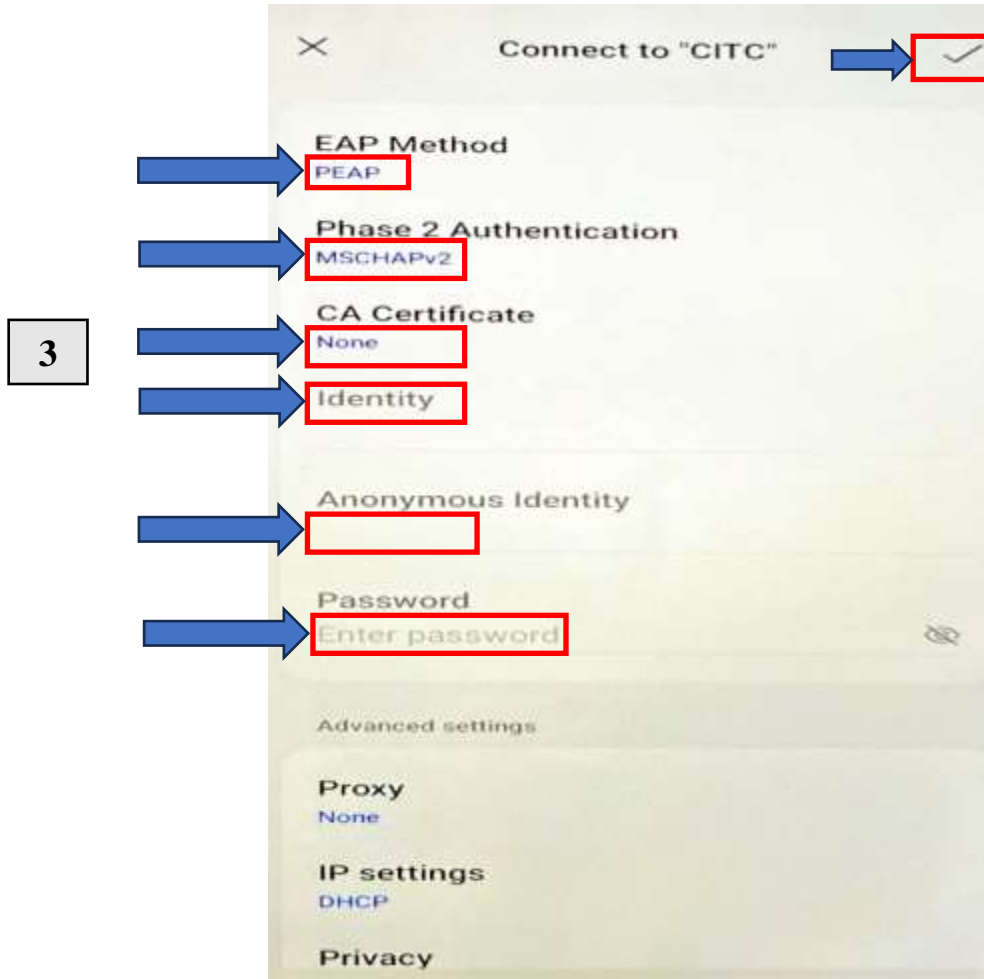 Connect to "CITC"
EAP Method
PEAP
Phase 2 Authentication
MSCHAPv2
CA Certificate
None
3
Identity
Anonymous Identity
Password
Enter password
Advanced settings
Proxy
None
IP settings
DHCP
Privacy